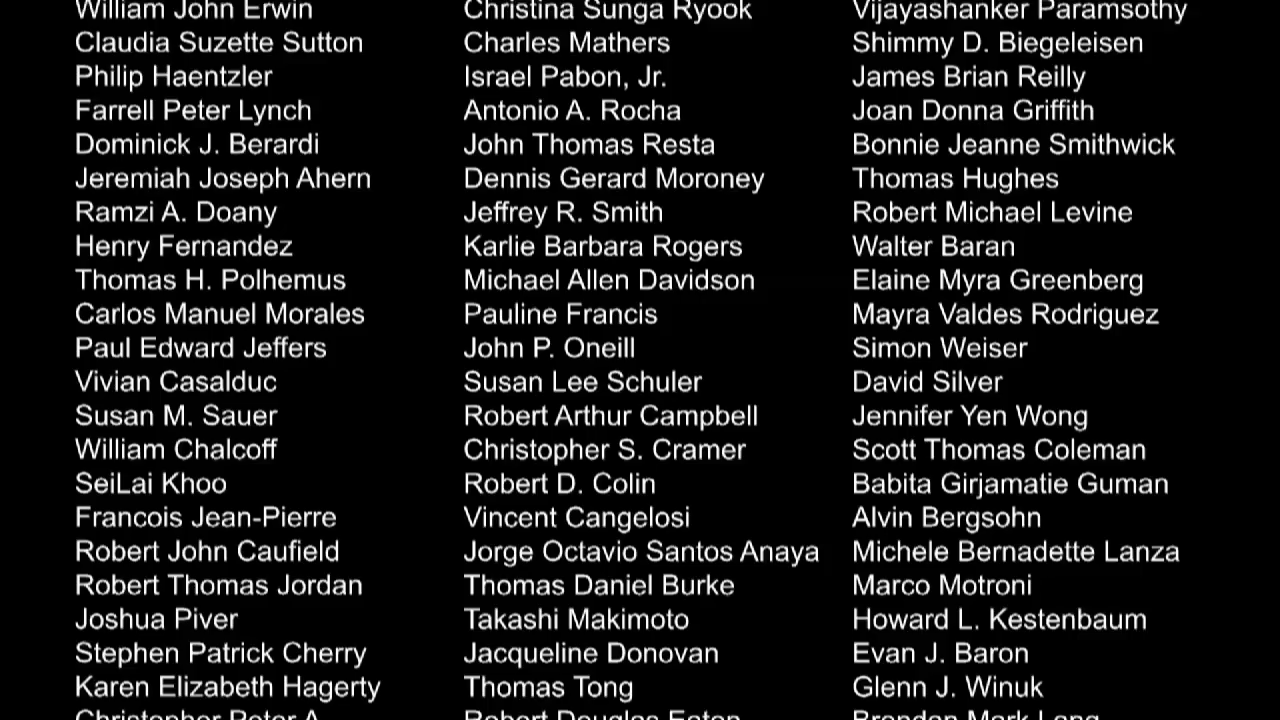 William John Erwin
Claudia Suzette Sutton
Philip Haentzler
Farrell Peter Lynch
Dominick J. Berardi
Jeremiah Joseph Ahern
Ramzi A. Doany
Henry Fernandez
Thomas H. Polhemus
Carlos Manuel Morales
Paul Edward Jeffers
Vivian Casalduc
Susan M. Sauer
William Chalcoff
SeiLai Khoo
Francois Jean-Pierre
Robert John Caufield
Robert Thomas Jordan
Joshua Piver
Stephen Patrick Cherry
Karen Elizabeth Hagerty
Christopher Peter A.
Christina Sunga Ryook
Charles Mathers
Israel Pabon, Jr.
Antonio A. Rocha
John Thomas Resta
Dennis Gerard Moroney
Jeffrey R. Smith
Karlie Barbara Rogers
Michael Allen Davidson
Pauline Francis
John P. Oneill
Susan Lee Schuler
Robert Arthur Campbell
Christopher S. Cramer
Robert D. Colin
Vincent Cangelosi
Jorge Octavio Santos Anaya
Thomas Daniel Burke
Takashi Makimoto
Jacqueline Donovan
Thomas Tong
Robert Douglas Eaton
Vijayashanker Paramsothy
Shimmy D. Biegeleisen
James Brian Reilly
Joan Donna Griffith
Bonnie Jeanne Smithwick
Thomas Hughes
Robert Michael Levine
Walter Baran
Elaine Myra Greenberg
Mayra Valdes Rodriguez
Simon Weiser
David Silver
Jennifer Yen Wong
Scott Thomas Coleman
Babita Girjamatie Guman
Alvin Bergsohn
Michele Bernadette Lanza
Marco Motroni
Howard L. Kestenbaum
Evan J. Baron
Glenn J. Winuk
Brendan Mark Lang